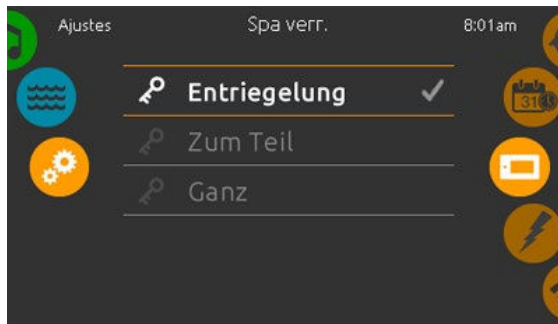 Ajustes
Spa verr.
8:01am
Entriegelung
Zum Teil
Ganz
31